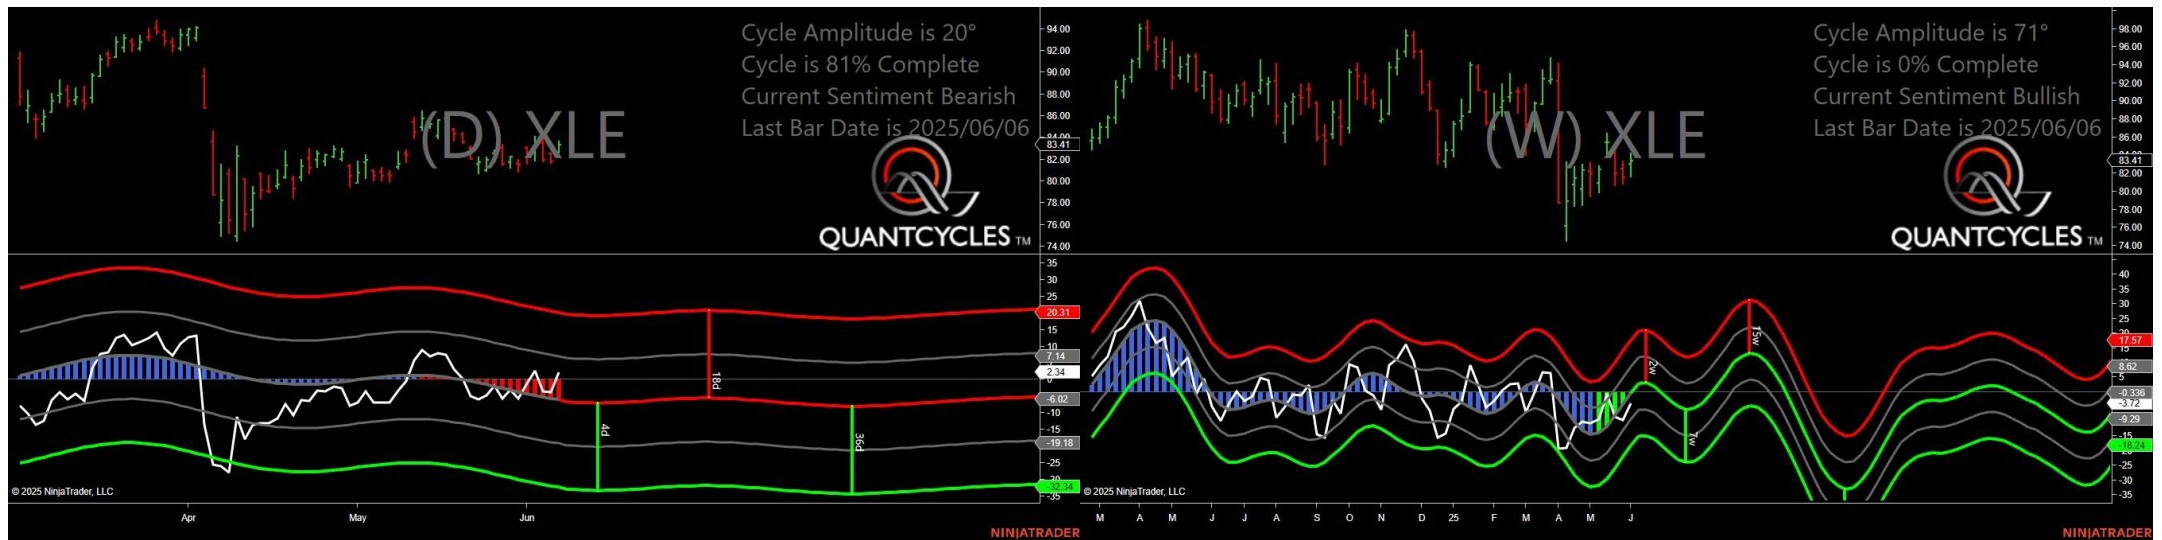 Cycle Amplitude is 20°
Cycle is 81% Complete
Current Sentiment Bearish
Last Bar Date is 2025/06/06
(D) XLE
QUANTCYCLES TM
94.00
92.00
90.00
88.00
86.00
84.00
83.41
82.00
80.00
78.00
76.00
74.00
35
30
25
20.31
15
10
7.14
2.34
-6.02
-10
-15
-19.18
-25
-32.34
-35
18d
4d
36d
© 2025 NinjaTrader, LLC
Apr
May
Jun
NINJATRADER
Cycle Amplitude is 71°
Cycle is 0% Complete
Current Sentiment Bullish
Last Bar Date is 2025/06/06
(W) XLE
QUANTCYCLES TM
98.00
96.00
94.00
92.00
90.00
88.00
86.00
83.41
82.00
80.00
78.00
76.00
74.00
40
35
30
25
17.57
8.62
5
-0.336
-3.72
-9.29
-15
-18.24
-25
-30
-35
2w
15w
7w
© 2025 NinjaTrader, LLC
M
A
M
J
J
A
S
O
N
D
25
F
M
A
M
J
NINJATRADER